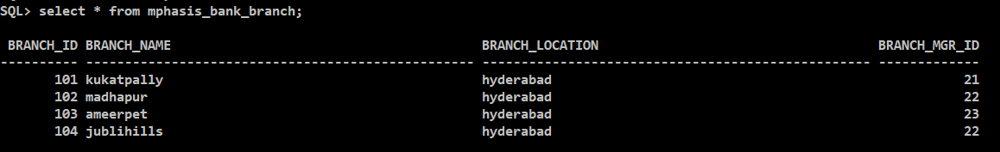 SQL> select * from mphasis_bank_branch;
BRANCH_ID BRANCH_NAME BRANCH_LOCATION BRANCH_MGR_ID
---------- -------------------------------------------------- -------------------------------------------------- -------------
101 kukatpally hyderabad 21
102 madhapur hyderabad 22
103 ameerpet hyderabad 23
104 jublihills hyderabad 22